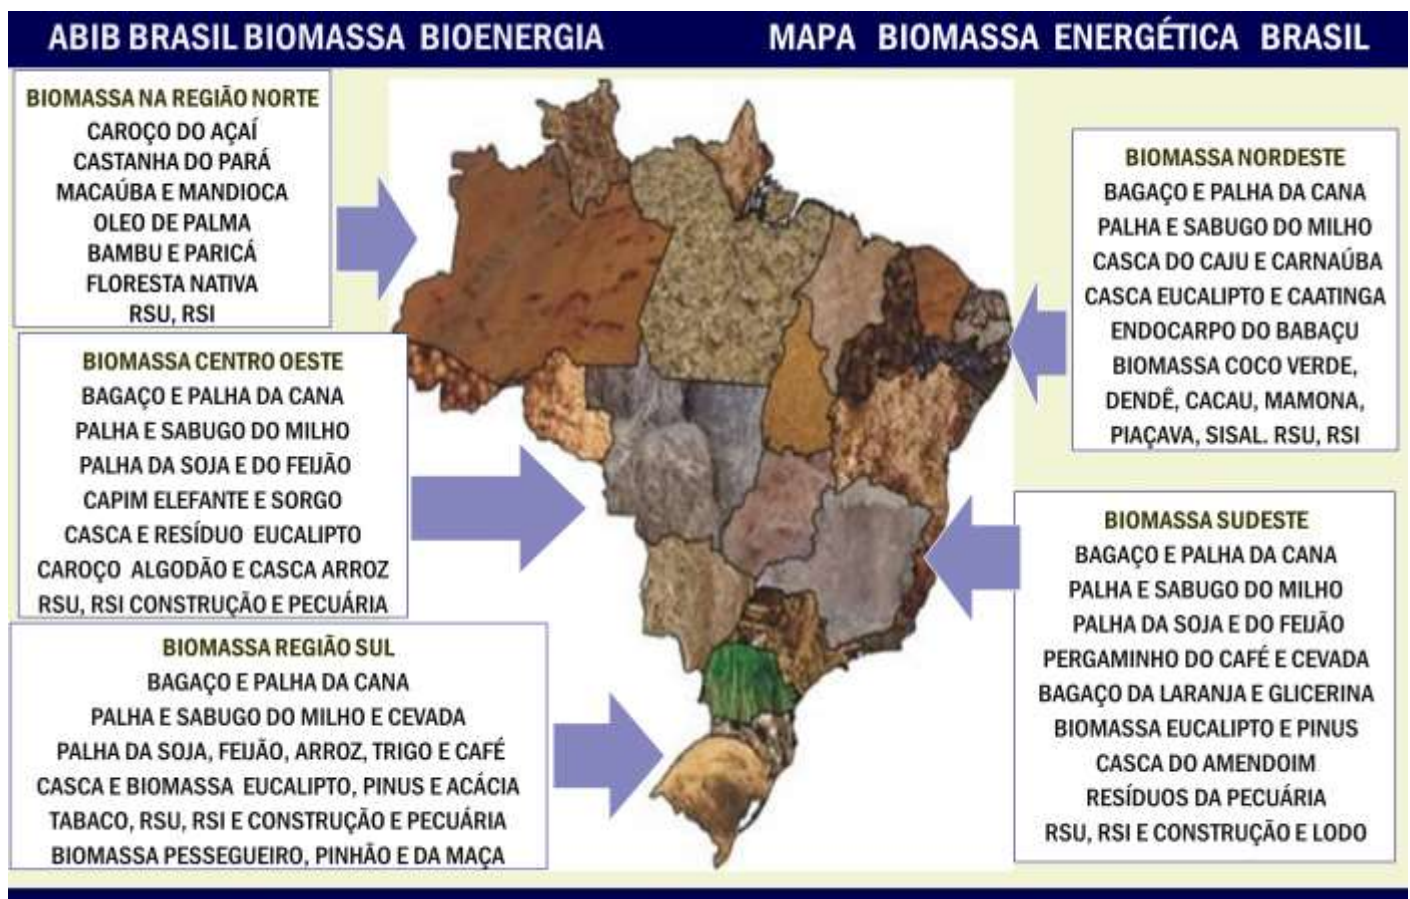 ABIB BRASIL BIOMASSA BIOENERGIA
MAPA BIOMASSA ENERGÉTICA BRASIL
BIOMASSA NA REGIÃO NORTE
CAROÇO DO AÇAÍ
CASTANHA DO PARÁ
MACAÚBA E MANDIOCA
OLEO DE PALMA
BAMBU E PARICÁ
FLORESTA NATIVA
RSU, RSI
BIOMASSA CENTRO OESTE
BAGAÇO E PALHA DA CANA
PALHA E SABUGO DO MILHO
PALHA DA SOJA E DO FEIJÃO
CAPIM ELEFANTE E SORGO
CASCA E RESÍDUO EUCALIPTO
CAROÇO ALGODÃO E CASCA ARROZ
RSU, RSI CONSTRUÇÃO E PECUÁRIA
BIOMASSA REGIÃO SUL
BAGAÇO E PALHA DA CANA
PALHA E SABUGO DO MILHO E CEVADA
PALHA DA SOJA, FEIJÃO, ARROZ, TRIGO E CAFÉ
CASCA E BIOMASSA EUCALIPTO, PINUS E ACÁCIA
TABACO, RSU, RSI E CONSTRUÇÃO E PECUÁRIA
BIOMASSA PESSEGUEIRO, PINHÃO E DA MAÇA
BIOMASSA NORDESTE
BAGAÇO E PALHA DA CANA
PALHA E SABUGO DO MILHO
CASCA DO CAJU E CARNAÚBA
CASCA EUCALIPTO E CAATINGA
ENDOCARPO DO BABAÇU
BIOMASSA COCO VERDE,
DENDÊ, CACAU, MAMONA,
PIAÇAVA, SISAL. RSU, RSI
BIOMASSA SUDESTE
BAGAÇO E PALHA DA CANA
PALHA E SABUGO DO MILHO
PALHA DA SOJA E DO FEIJÃO
PERGAMINHO DO CAFÉ E CEVADA
BAGAÇO DA LARANJA E GLICERINA
BIOMASSA EUCALIPTO E PINUS
CASCA DO AMENDOIM
RESÍDUOS DA PECUÁRIA
RSU, RSI E CONSTRUÇÃO E LODO